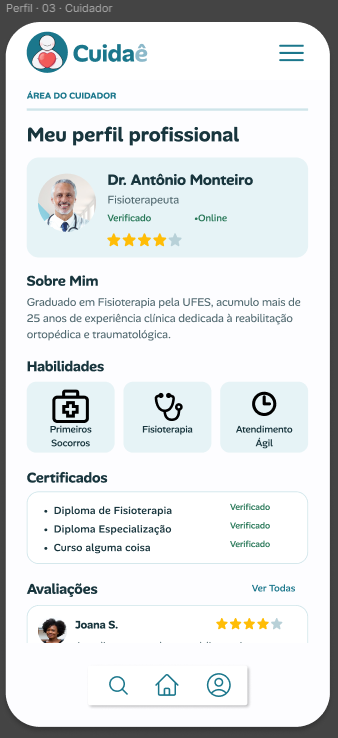 Perfil · 03 · Cuidador
Cuidaê
ÁREA DO CUIDADOR
Meu perfil profissional
Dr. Antônio Monteiro
Fisioterapeuta
Verificado •Online
Sobre Mim
Graduado em Fisioterapia pela UFES, acumulo mais de
25 anos de experiência clínica dedicada à reabilitação
ortopédica e traumatológica.
Habilidades
Primeiros
Socorros
Fisioterapia
Atendimento
Ágil
Certificados
• Diploma de Fisioterapia Verificado
• Diploma Especialização Verificado
• Curso alguma coisa Verificado
Avaliações Ver Todas
Joana S.